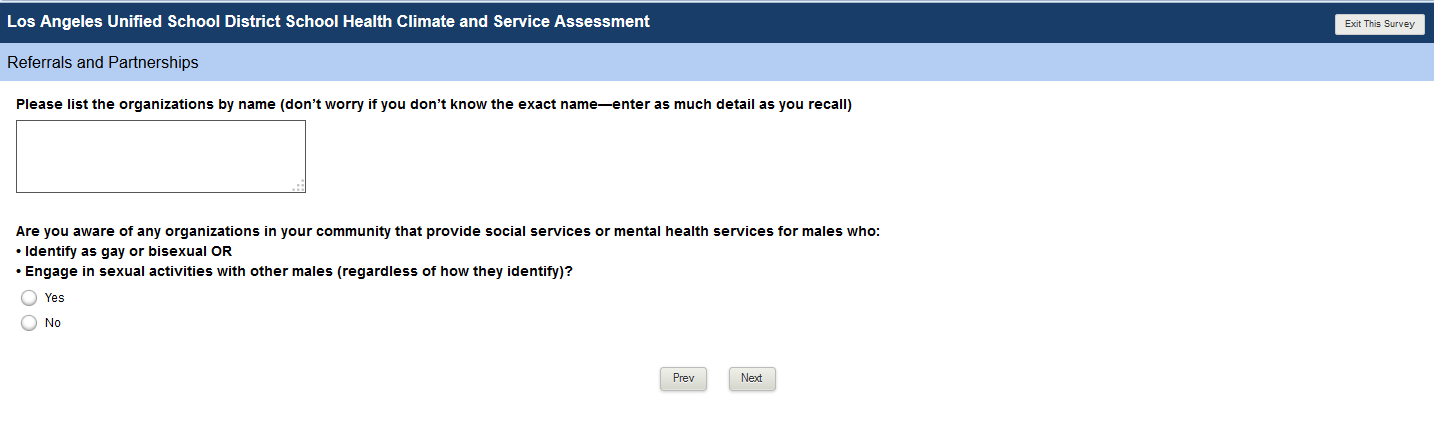 Los Angeles Unified School District School Health Climate and Service Assessment
Exit This Survey
Referrals and Partnerships
Please list the organizations by name (don’t worry if you don’t know the exact name—enter as much detail as you recall)
Are you aware of any organizations in your community that provide social services or mental health services for males who:
• Identify as gay or bisexual OR
• Engage in sexual activities with other males (regardless of how they identify)?
Yes
No
Prev
Next